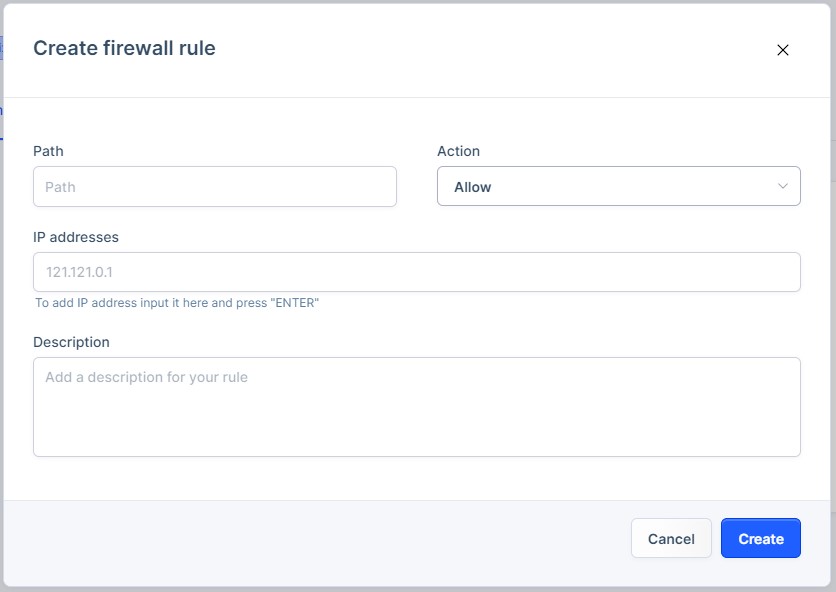 Create firewall rule
Path
Action
Path
Allow
IP addresses
121.121.0.1
To add IP address input it here and press "ENTER"
Description
Add a description for your rule
Cancel
Create